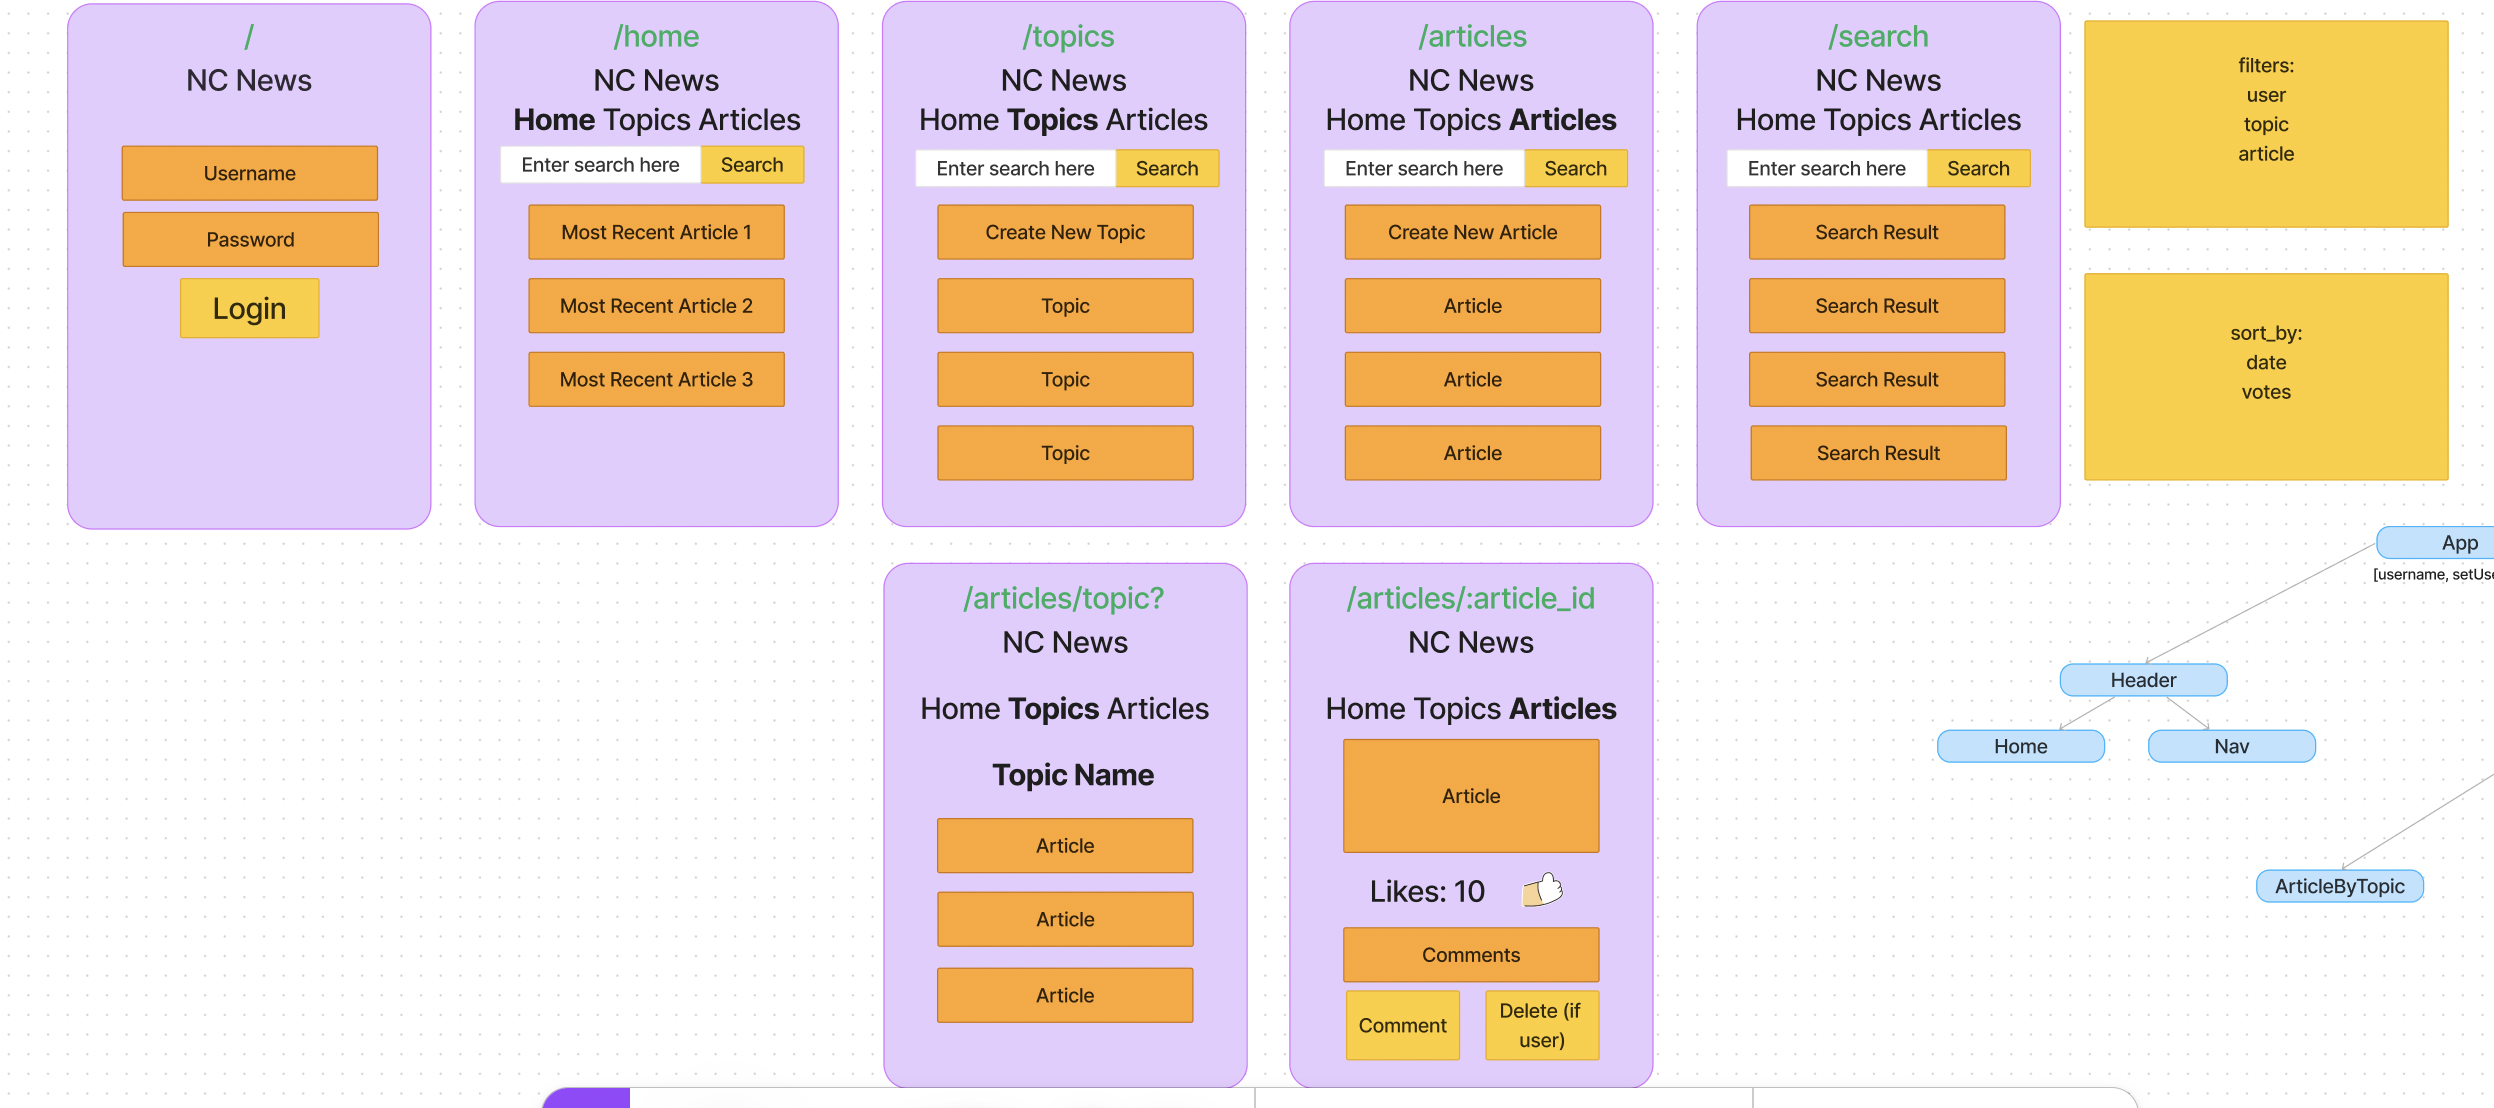 /
NC News
Username
Password
Login
/home
NC News
Home Topics Articles
Enter search here
Search
Most Recent Article 1
Most Recent Article 2
Most Recent Article 3
/topics
NC News
Home Topics Articles
Enter search here
Search
Create New Topic
Topic
Topic
Topic
/articles
NC News
Home Topics Articles
Enter search here
Search
Create New Article
Article
Article
Article
/search
NC News
Home Topics Articles
Enter search here
Search
Search Result
Search Result
Search Result
Search Result
filters:
user
topic
article
sort_by:
date
votes
/articles/topic?
NC News
Home Topics Articles
Topic Name
Article
Article
Article
/articles/:article_id
NC News
Home Topics Articles
Article
Likes: 10
Comments
Comment
Delete (if
user)
App
[username,
Header
Home
Nav
ArticleByTopic